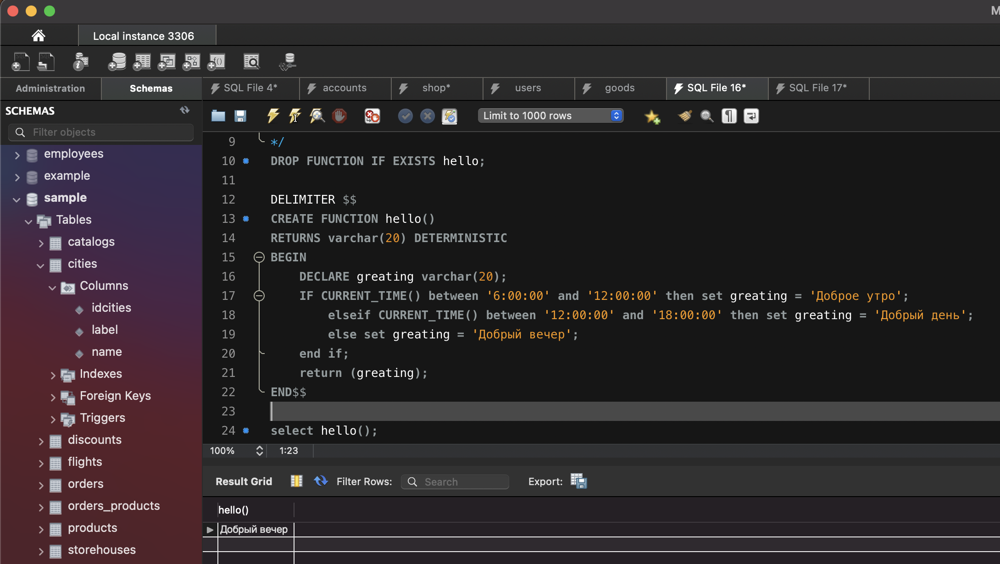 M
Local instance 3306
Administration
Schemas
SQL File 4*
accounts
shop*
users
goods
SQL File 16*
SQL File 17*
SCHEMAS
Filter objects
employees
example
sample
Tables
catalogs
cities
Columns
idcities
label
name
Indexes
Foreign Keys
Triggers
discounts
flights
orders
orders_products
products
storehouses
Limit to 1000 rows
9 */
10 DROP FUNCTION IF EXISTS hello;
11
12 DELIMITER $$
13 CREATE FUNCTION hello()
14 RETURNS varchar(20) DETERMINISTIC
15 BEGIN
16 DECLARE greating varchar(20);
17 IF CURRENT_TIME() between '6:00:00' and '12:00:00' then set greating = 'Доброе утро';
18 elseif CURRENT_TIME() between '12:00:00' and '18:00:00' then set greating = 'Добрый день';
19 else set greating = 'Добрый вечер';
20 end if;
21 return (greating);
22 END$$
23
24 select hello();
100% 1:23
Result Grid Filter Rows: Search Export:
hello()
Добрый вечер